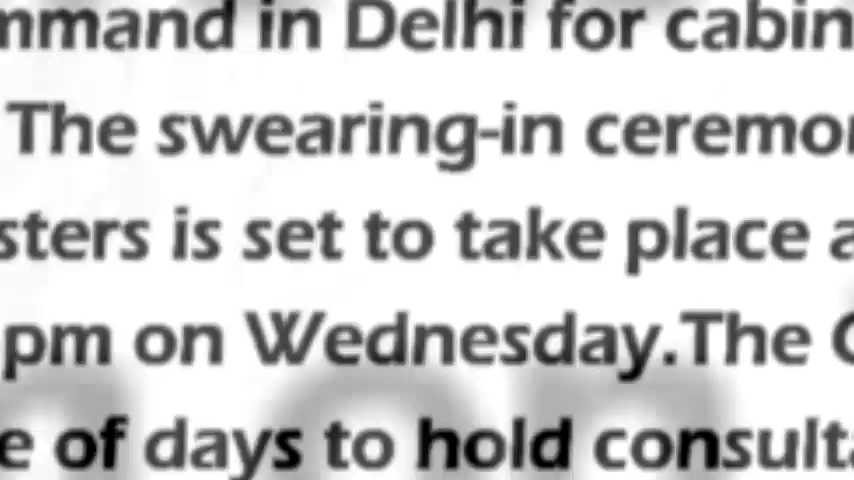 mmand in Delhi for cabin
The swearing-in ceremo
sters is set to take place a
pm on Wednesday.The
e of days to hold consulta